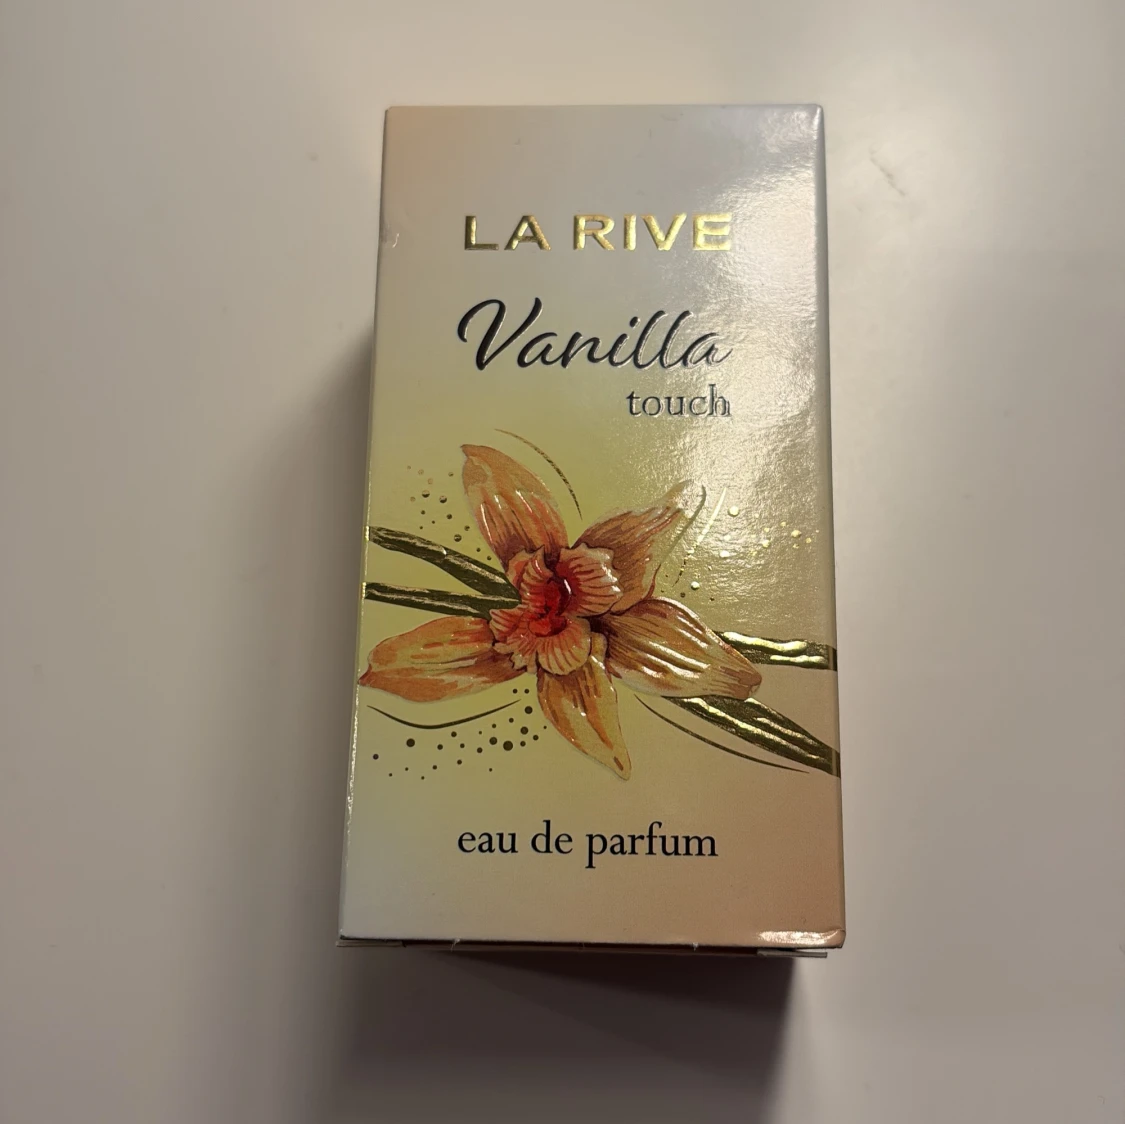 LA RIVE
Vanilla
touch
eau de parfum